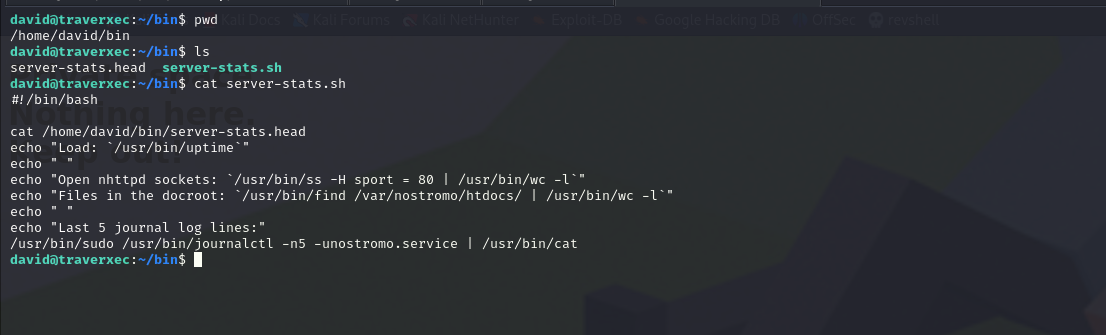 Kali Docs Kali Forums Kali NetHunter Exploit-DB Google Hacking DB OffSec revshell
david@traverxec:~/bin$ pwd
/home/david/bin
david@traverxec:~/bin$ ls
server-stats.head  server-stats.sh
david@traverxec:~/bin$ cat server-stats.sh
#!/bin/bash
Nothing here.
cat /home/david/bin/server-stats.head
echo "Load: `/usr/bin/uptime`"
echo " "
echo "Open nhttpd sockets: `/usr/bin/ss -H sport = 80 | /usr/bin/wc -l`"
echo "Files in the docroot: `/usr/bin/find /var/nostromo/htdocs/ | /usr/bin/wc -l`"
echo " "
echo "Last 5 journal log lines:"
/usr/bin/sudo /usr/bin/journalctl -n5 -unostromo.service | /usr/bin/cat
david@traverxec:~/bin$